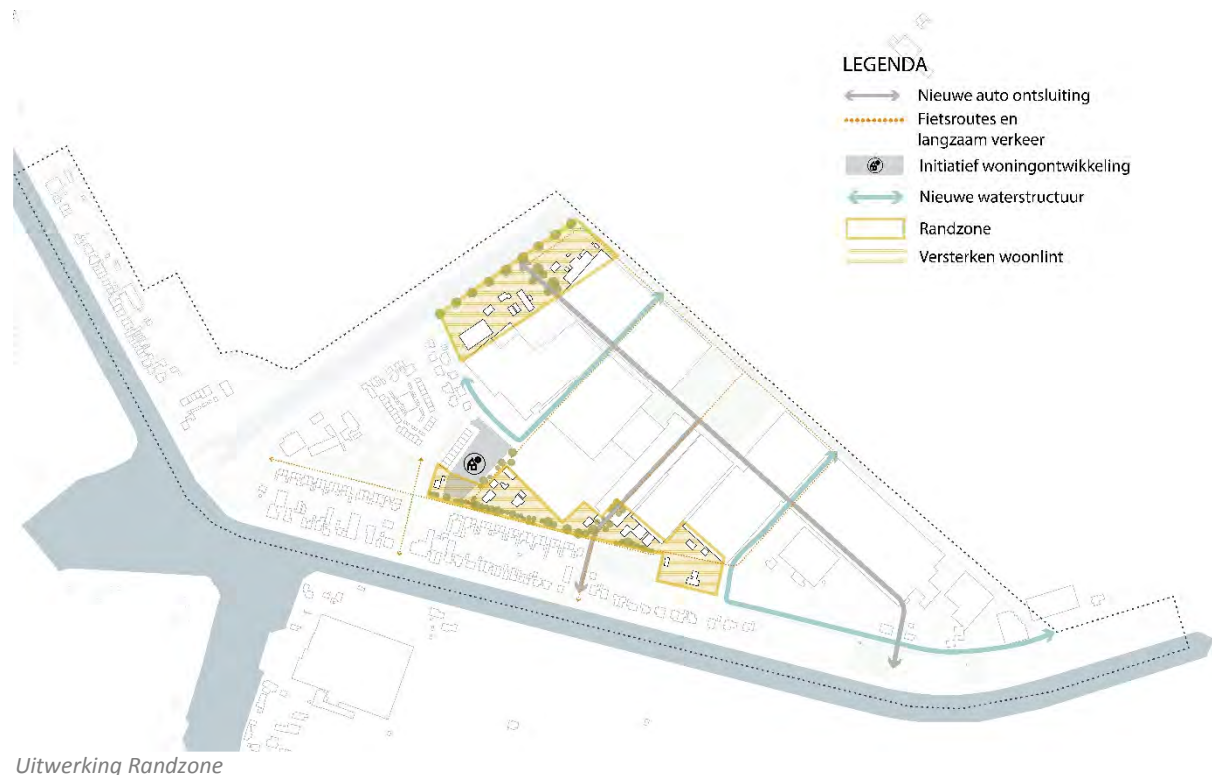 LEGENDA
Nieuwe auto ontsluiting
Fietsroutes en
langzaam verkeer
Initiatief woningontwikkeling
Nieuwe waterstructuur
Randzone
Versterken woonlint
Uitwerking Randzone